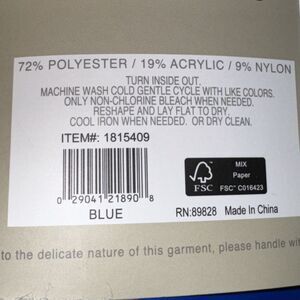 72% POLYESTER / 19% ACRYLIC / 9% NYLON
TURN INSIDE OUT.
MACHINE WASH COLD GENTLE CYCLE WITH LIKE COLORS.
ONLY NON-CHLORINE BLEACH WHEN NEEDED.
RESHAPE AND LAY FLAT TO DRY.
COOL IRON WHEN NEEDED. OR DRY CLEAN.
ITEM#: 1815409
0 29041 21890 8
BLUE
FSC
MIX
Paper
FSC® C016423
RN:89828 Made In China
to the delicate nature of this garment, please handle with